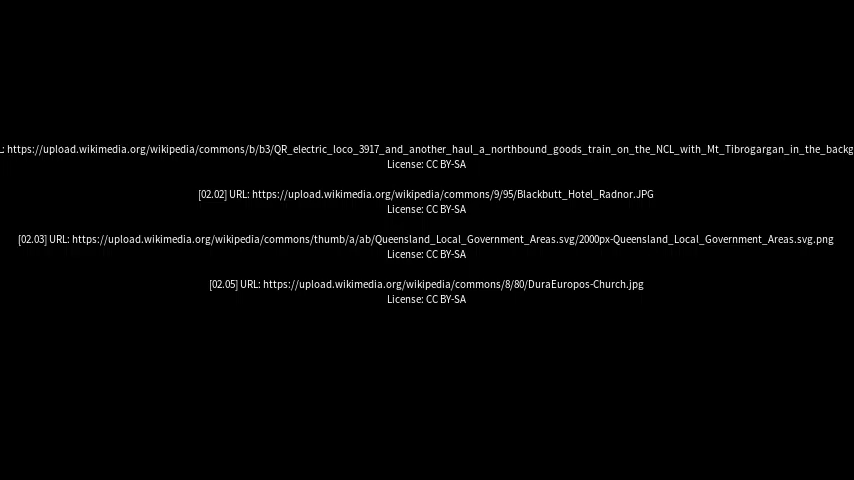 : https://upload.wikimedia.org/wikipedia/commons/b/b3/QR_electric_loco_3917_and_another_haul_a_northbound_goods_train_on_the_NCL_with_Mt_Tibrogargan_in_the_backg
License: CC BY-SA
[02.02] URL: https://upload.wikimedia.org/wikipedia/commons/9/95/Blackbutt_Hotel_Radnor.JPG
License: CC BY-SA
[02.03] URL: https://upload.wikimedia.org/wikipedia/commons/thumb/a/ab/Queensland_Local_Government_Areas.svg/2000px-Queensland_Local_Government_Areas.svg.png
License: CC BY-SA
[02.05] URL: https://upload.wikimedia.org/wikipedia/commons/8/80/DuraEuropos-Church.jpg
License: CC BY-SA